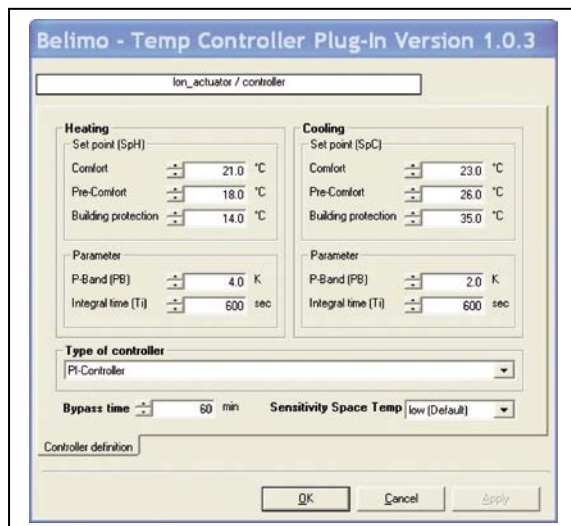 Belimo - Temp Controller Plug-In Version 1.0.3
lon_actuator / controller
Heating
Set point (SpH)
Comfort 21.0 °C
Pre-Comfort 18.0 °C
Building protection 14.0 °C
Parameter
P-Band (PB) 4.0 K
Integral time (Ti) 600 sec
Cooling
Set point (SpC)
Comfort 23.0 °C
Pre-Comfort 26.0 °C
Building protection 35.0 °C
Parameter
P-Band (PB) 2.0 K
Integral time (Ti) 600 sec
Type of controller
PI-Controller
Bypass time 60 min Sensitivity Space Temp low (Default)
Controller definition
OK Cancel Apply